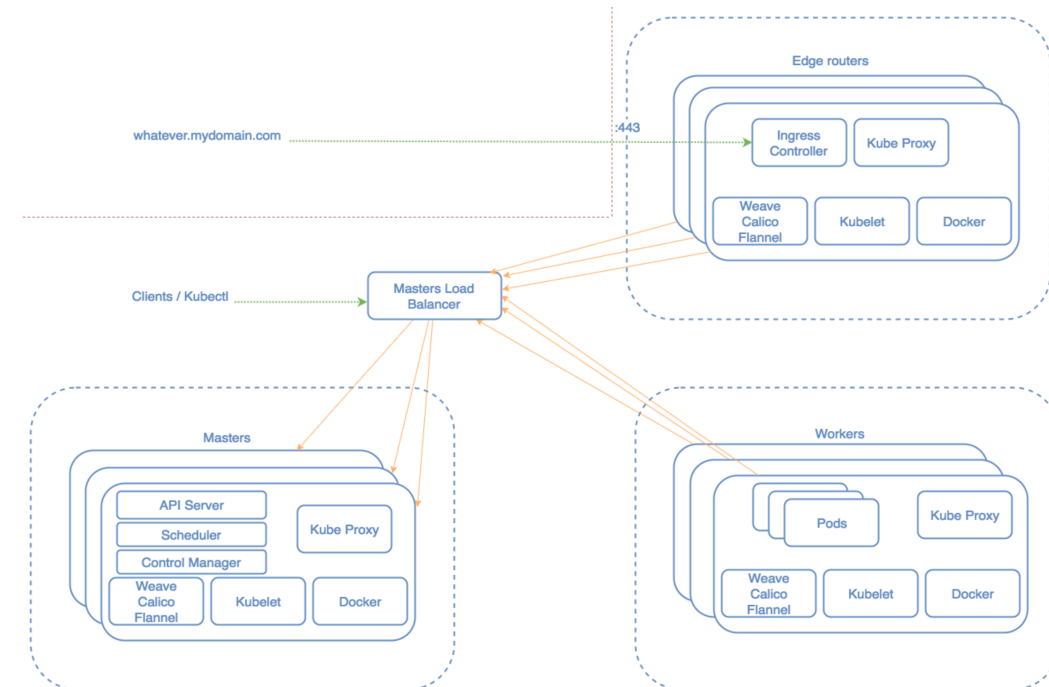 Edge routers
whatever.mydomain.com
:443
Ingress
Controller
Kube Proxy
Weave
Calico
Flannel
Kubelet
Docker
Clients / Kubectl
Masters Load
Balancer
Masters
API Server
Scheduler
Control Manager
Kube Proxy
Weave
Calico
Flannel
Kubelet
Docker
Workers
Pods
Kube Proxy
Weave
Calico
Flannel
Kubelet
Docker